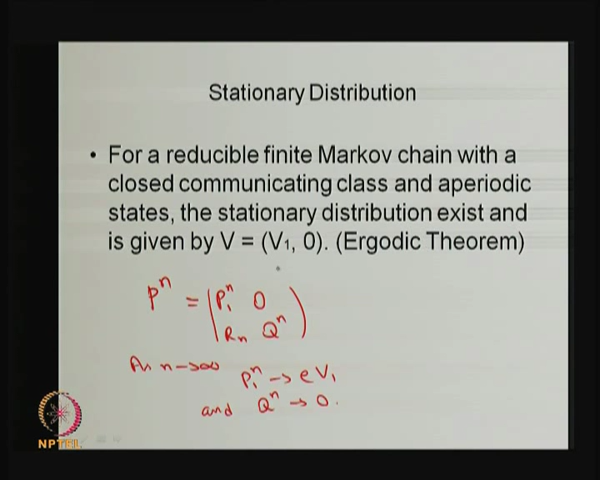 Stationary Distribution
• For a reducible finite Markov chain with a
closed communicating class and aperiodic
states, the stationary distribution exist and
is given by V = (V₁, 0). (Ergodic Theorem)
Pⁿ = (P₁ⁿ 0
Rₙ Qⁿ)
As n→∞ P₁ⁿ → eV₁
and Qⁿ → 0.
NPTEL